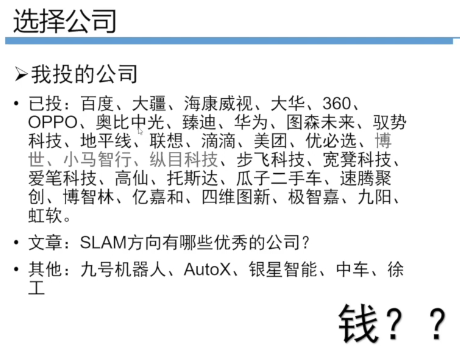 选择公司
➢我投的公司
• 已投：百度、大疆、海康威视、大华、360、
OPPO、奥比中光、臻迪、华为、图森未来、驭势
科技、地平线、联想、滴滴、美团、优必选、博
世、小马智行、纵目科技、步飞科技、宽凳科技、
爱笔科技、高仙、托斯达、瓜子二手车、速腾聚
创、博智林、亿嘉和、四维图新、极智嘉、九阳、
虹软。
• 文章：SLAM方向有哪些优秀的公司？
• 其他：九号机器人、AutoX、银星智能、中车、徐
工
钱？？